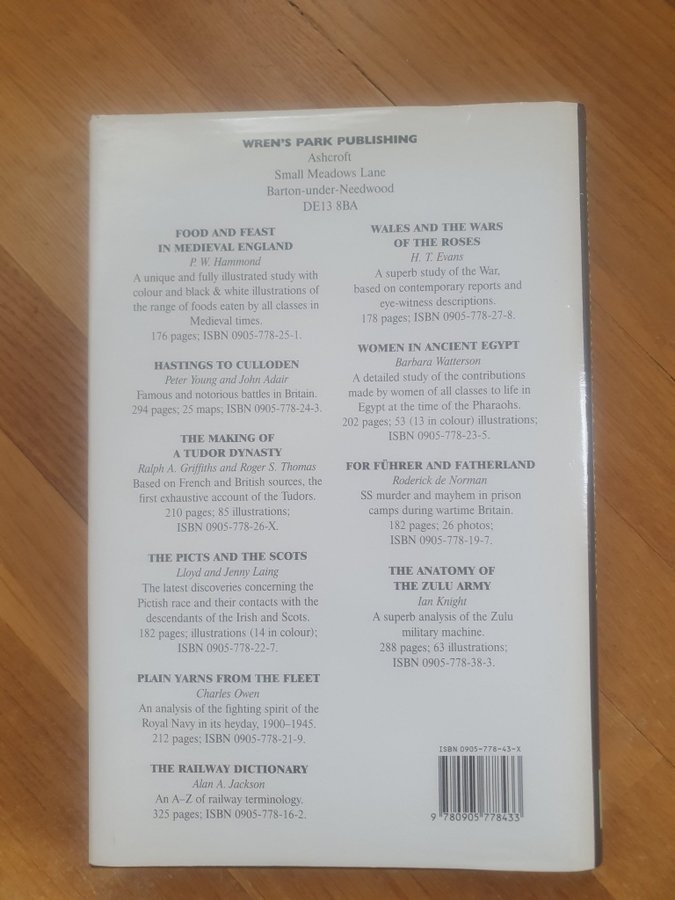 WREN'S PARK PUBLISHING
Ashcroft
Small Meadows Lane
Barton-under-Needwood
DE13 8BA
FOOD AND FEAST
IN MEDIEVAL ENGLAND
P. W. Hammond
A unique and fully illustrated study with
colour and black & white illustrations of
the range of foods eaten by all classes in
Medieval times.
176 pages; ISBN 0905-778-25-1.
HASTINGS TO CULLODEN
Peter Young and John Adair
Famous and notorious battles in Britain.
294 pages; 25 maps; ISBN 0905-778-24-3.
THE MAKING OF
A TUDOR DYNASTY
Ralph A. Griffiths and Roger S. Thomas
Based on French and British sources, the
first exhaustive account of the Tudors.
210 pages; 85 illustrations;
ISBN 0905-778-26-X.
THE PICTS AND THE SCOTS
Lloyd and Jenny Laing
The latest discoveries concerning the
Pictish race and their contacts with the
descendants of the Irish and Scots.
182 pages; illustrations (14 in colour);
ISBN 0905-778-22-7.
PLAIN YARNS FROM THE FLEET
Charles Owen
An analysis of the fighting spirit of the
Royal Navy in its heyday, 1900–1945.
212 pages; ISBN 0905-778-21-9.
THE RAILWAY DICTIONARY
Alan A. Jackson
An A–Z of railway terminology.
325 pages; ISBN 0905-778-16-2.
WALES AND THE WARS
OF THE ROSES
H. T. Evans
A superb study of the War,
based on contemporary reports and
eye-witness descriptions.
178 pages; ISBN 0905-778-27-8.
WOMEN IN ANCIENT EGYPT
Barbara Watterson
A detailed study of the contributions
made by women of all classes to life in
Egypt at the time of the Pharaohs.
202 pages; 53 (13 in colour) illustrations;
ISBN 0905-778-23-5.
FOR FÜHRER AND FATHERLAND
Roderick de Norman
SS murder and mayhem in prison
camps during wartime Britain.
182 pages; 26 photos;
ISBN 0905-778-19-7.
THE ANATOMY OF
THE ZULU ARMY
Ian Knight
A superb analysis of the Zulu
military machine.
288 pages; 63 illustrations;
ISBN 0905-778-38-3.
ISBN 0905-778-43-X
9 780905 778433